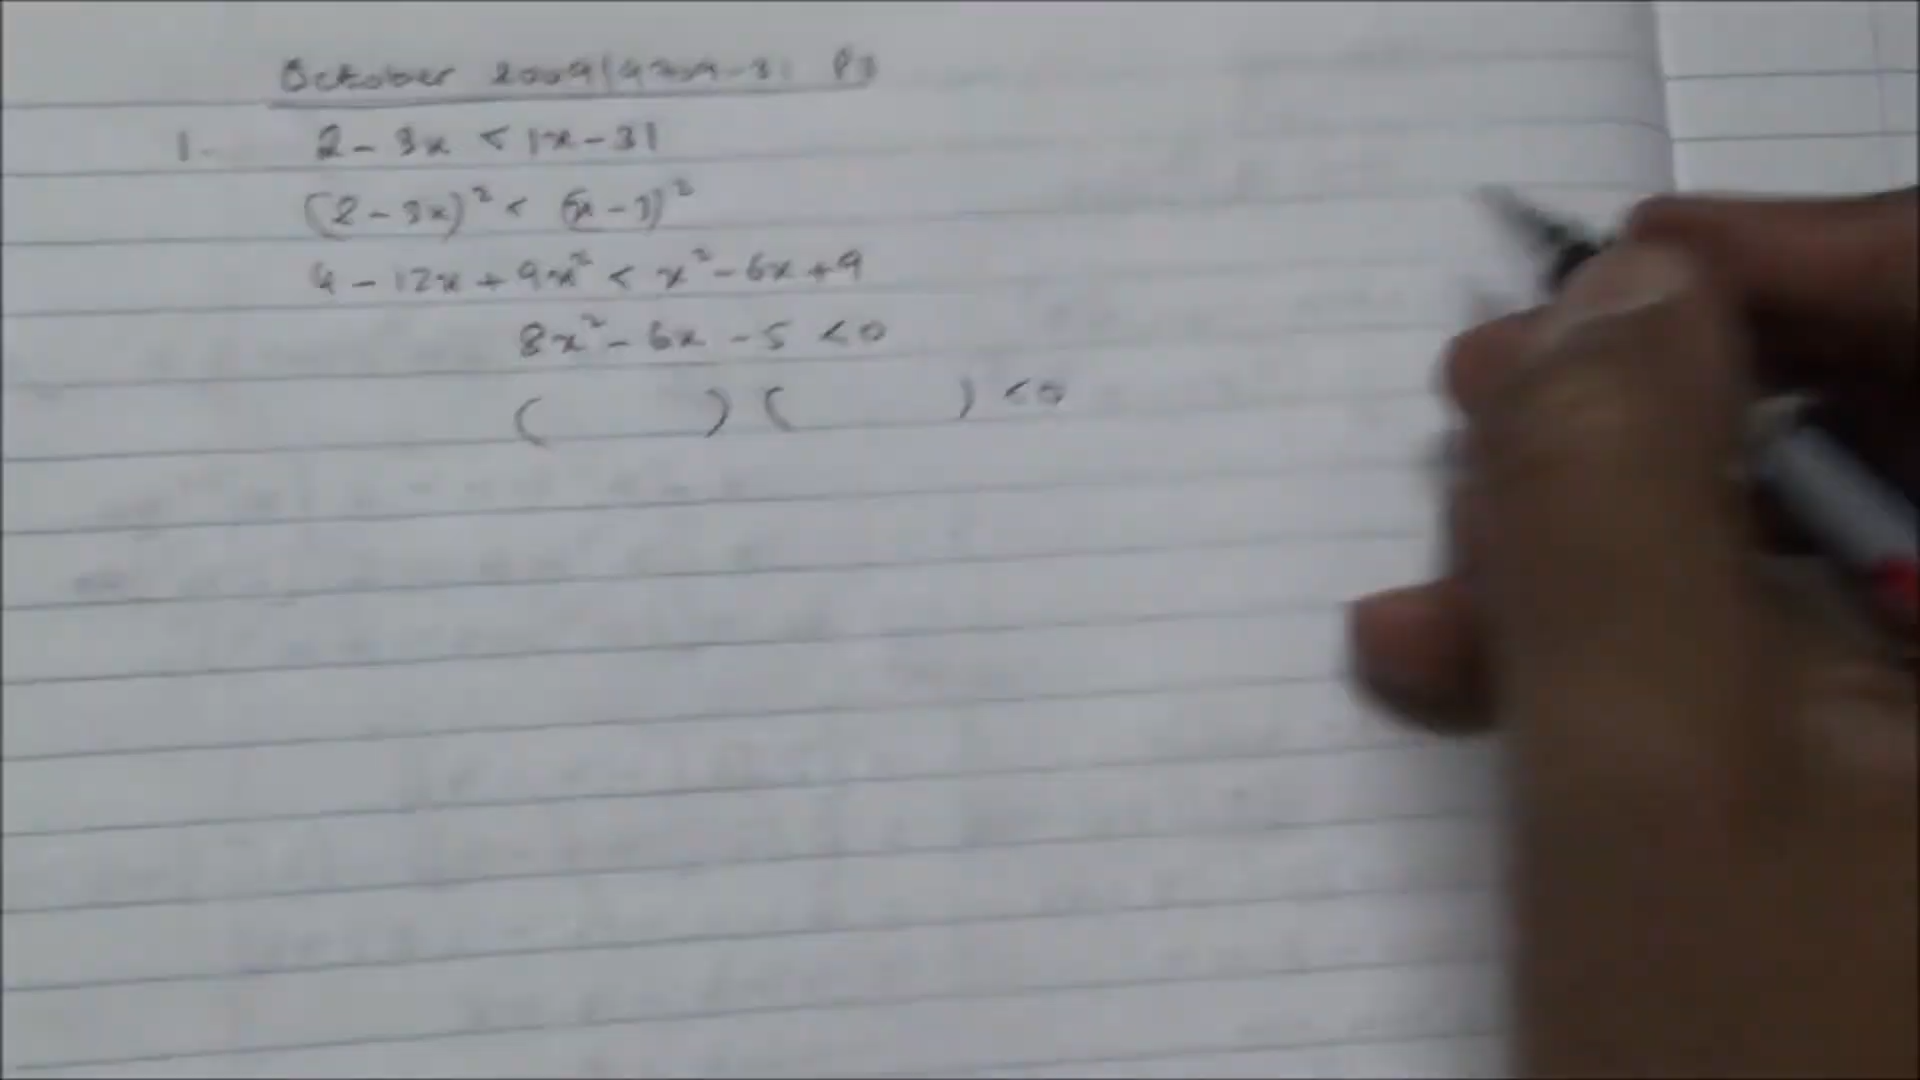 October 2009 P3
1. 2 - 3x < |x - 3|
(2 - 3x)² < (x - 3)²
4 - 12x + 9x² < x² - 6x + 9
8x² - 6x - 5 < 0
( ) ( ) < 0